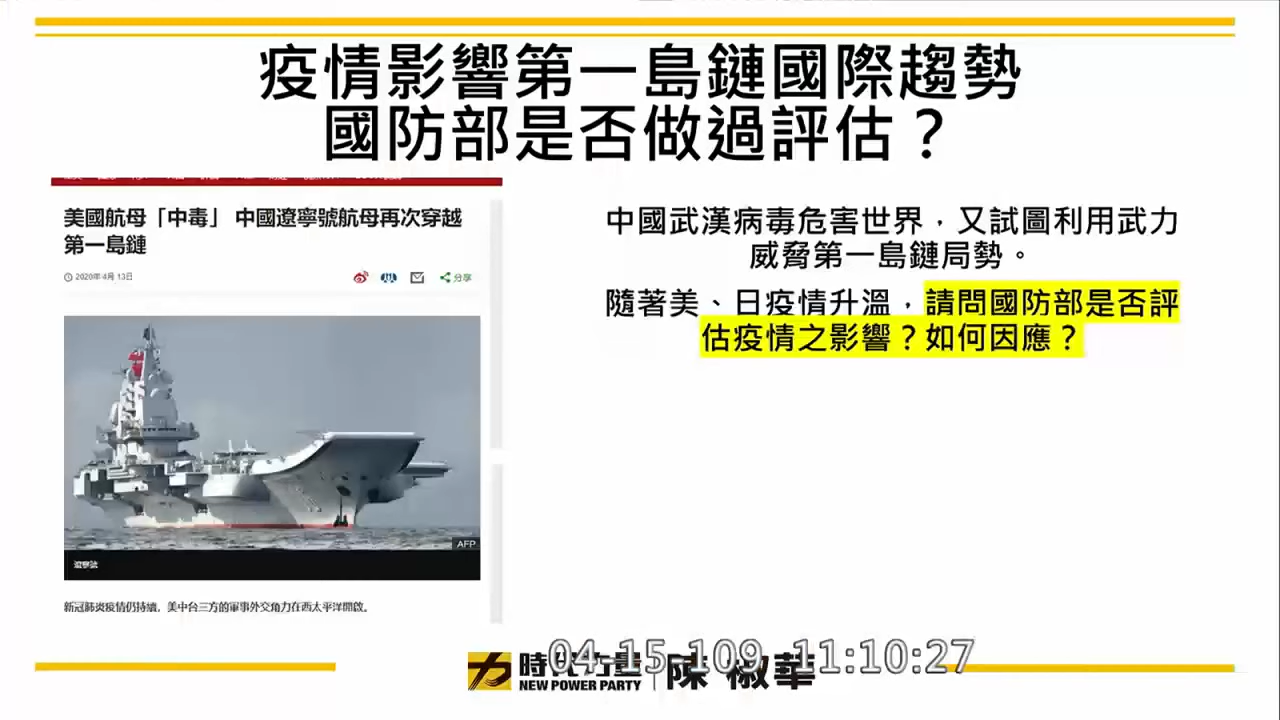 疫情影響第一島鏈國際趨勢
國防部是否做過評估？
美國航母「中毒」 中國遼寧號航母再次穿越
第一島鏈
2020年4月 13日
分享
AFP
遼寧號
新冠肺炎疫情仍持續，美中台三方的軍事外交角力在西太平洋開啟。
中國武漢病毒危害世界，又試圖利用武力
威脅第一島鏈局勢。
隨著美、日疫情升溫，請問國防部是否評
估疫情之影響？如何因應？
時代力量
NEW POWER PARTY
陳 椒華
04-15-109 11:10:27